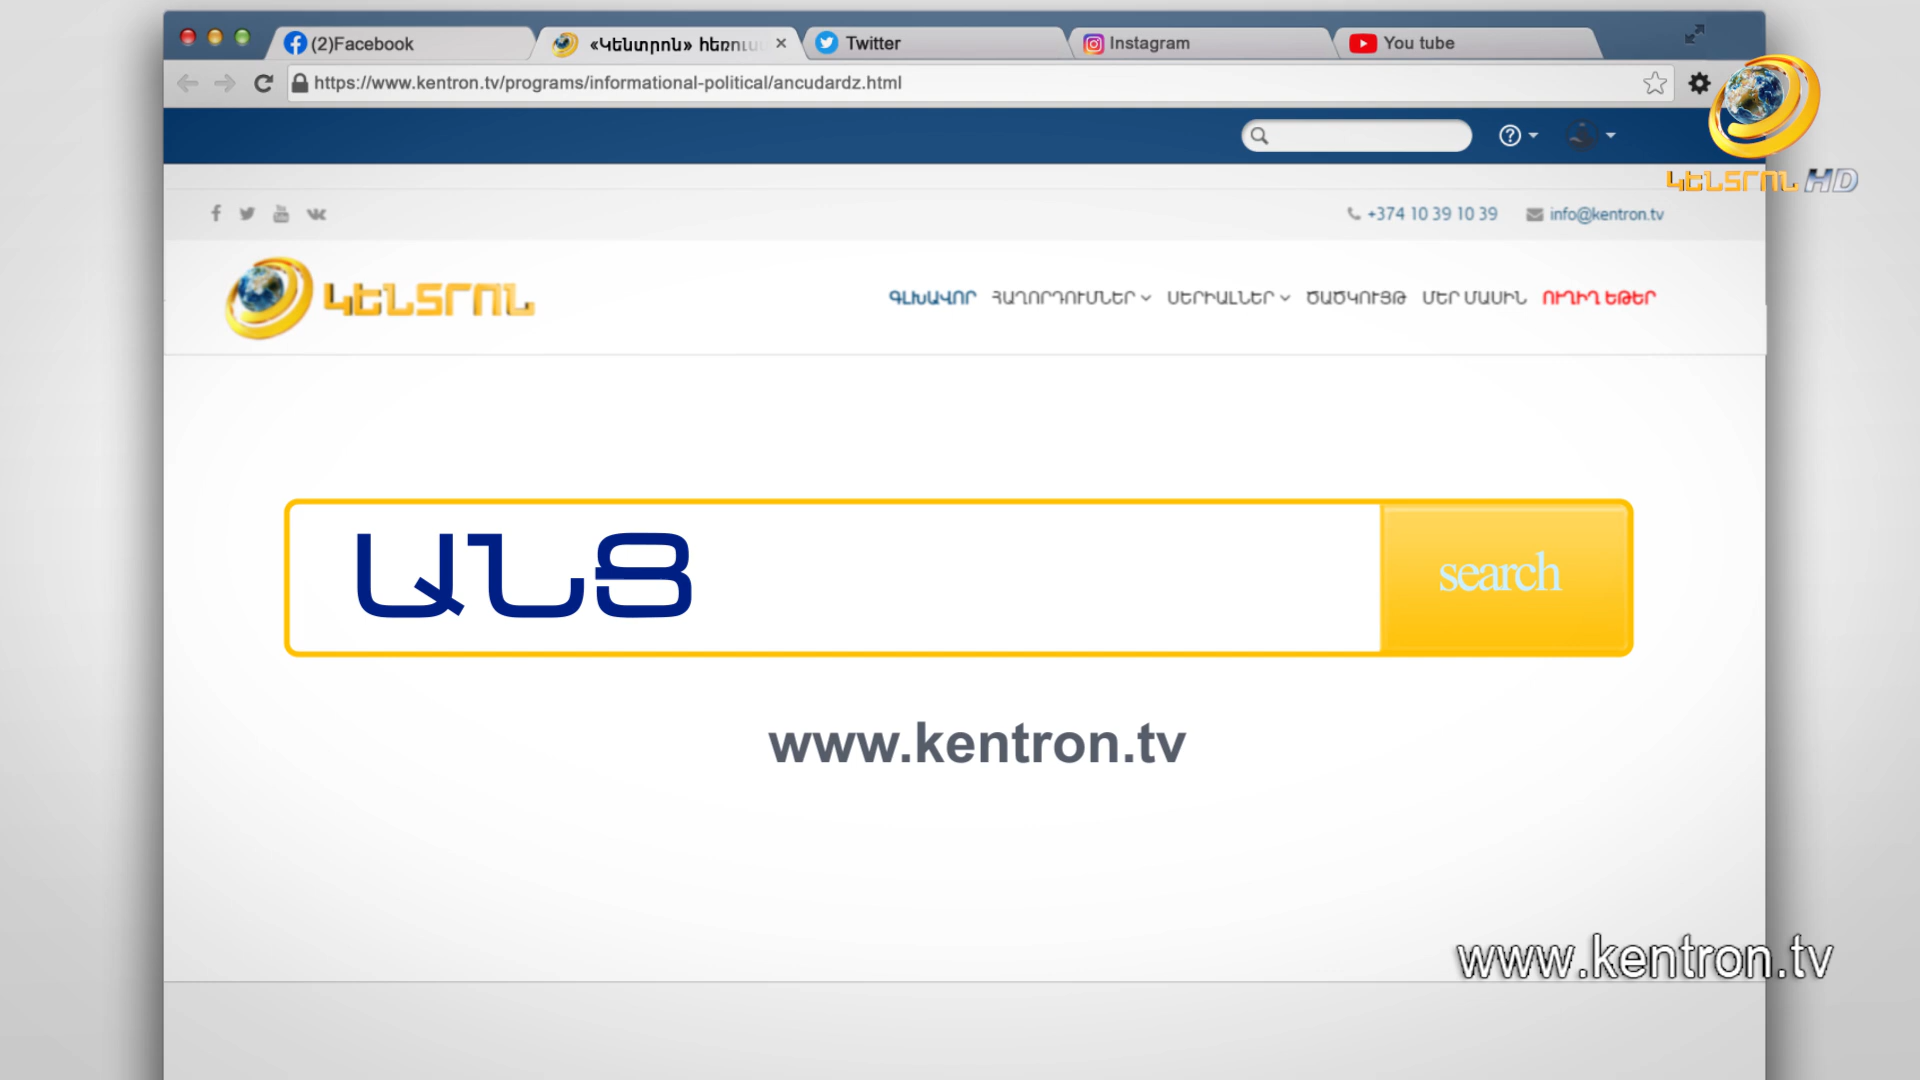 (2)Facebook
«Կենտրոն»
Twitter
Instagram
You tube
https://www.kentron.tv/programs/informational-political/ancudardz.html
ԿԵՆՏՐՈՆ HD
+374 10 39 10 39
info@kentron.tv
ԿԵՆՏՐՈՆ
ԳԼԽԱՎՈՐ ՀԱՂՈՐԴՈՒՄՆԵՐ ՍԵՐԻԱԼՆԵՐ ԾԱԾԿՈՒՅԹ ՄԵՐ ՄԱՍԻՆ ՈՒՂԻՂ ԵԹԵՐ
ԱՆՑ
search
www.kentron.tv
www.kentron.tv